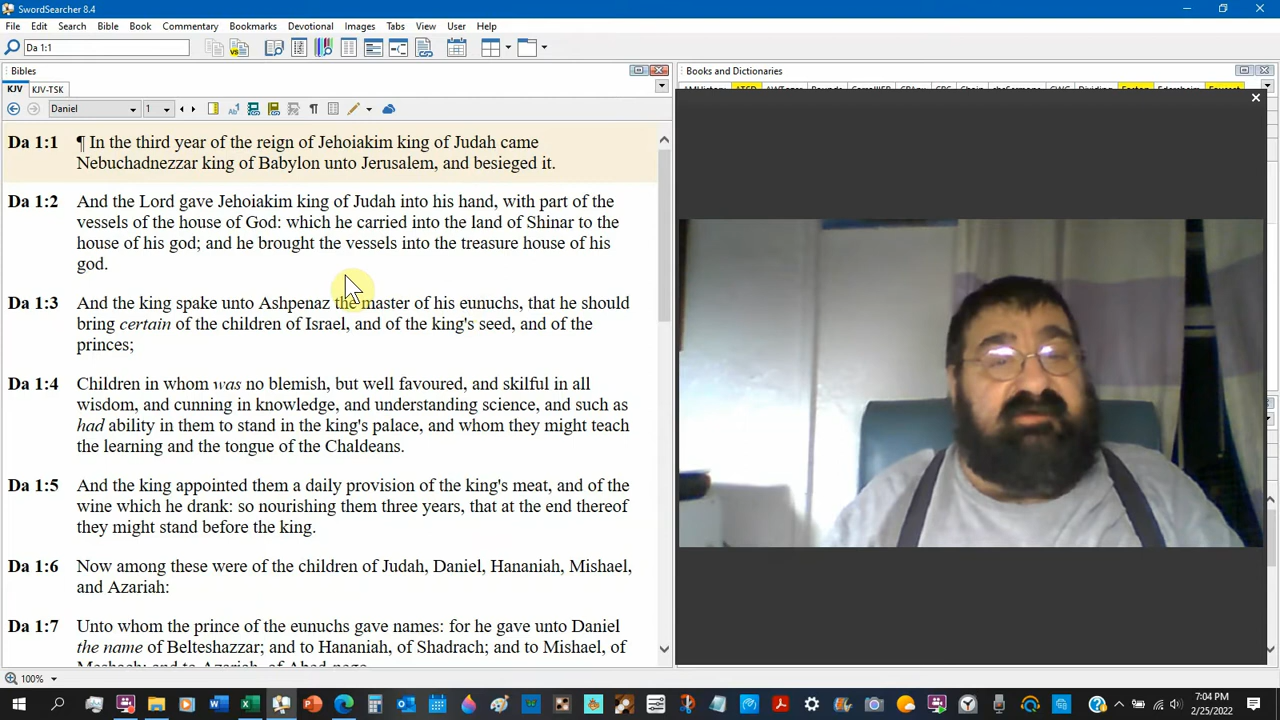 SwordSearcher 8.4
File Edit Search Bible Book Commentary Bookmarks Devotional Images Tabs View User Help
Da 1:1
Bibles
Books and Dictionaries
KJV KJV-TSK
Daniel 1
Da 1:1 ¶ In the third year of the reign of Jehoiakim king of Judah came
Nebuchadnezzar king of Babylon unto Jerusalem, and besieged it.
Da 1:2 And the Lord gave Jehoiakim king of Judah into his hand, with part of the
vessels of the house of God: which he carried into the land of Shinar to the
house of his god; and he brought the vessels into the treasure house of his
god.
Da 1:3 And the king spake unto Ashpenaz the master of his eunuchs, that he should
bring certain of the children of Israel, and of the king's seed, and of the
princes;
Da 1:4 Children in whom was no blemish, but well favoured, and skilful in all
wisdom, and cunning in knowledge, and understanding science, and such as
had ability in them to stand in the king's palace, and whom they might teach
the learning and the tongue of the Chaldeans.
Da 1:5 And the king appointed them a daily provision of the king's meat, and of the
wine which he drank: so nourishing them three years, that at the end thereof
they might stand before the king.
Da 1:6 Now among these were of the children of Judah, Daniel, Hananiah, Mishael,
and Azariah:
Da 1:7 Unto whom the prince of the eunuchs gave names: for he gave unto Daniel
the name of Belteshazzar; and to Hananiah, of Shadrach; and to Mishael, of
100%
7:04 PM
2/25/2022